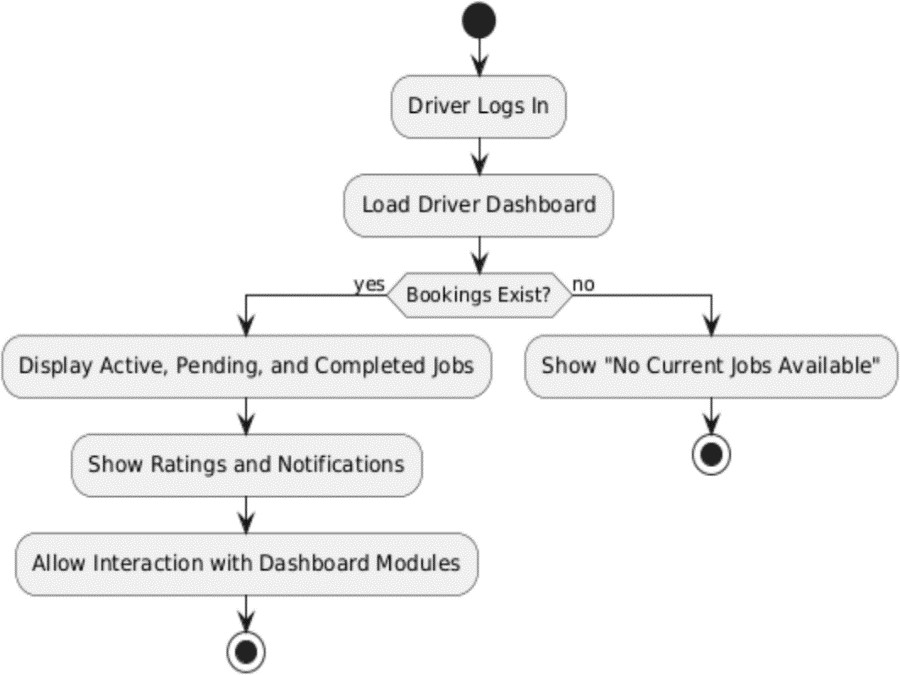 Driver Logs In
Load Driver Dashboard
yes
Bookings Exist?
no
Display Active, Pending, and Completed Jobs
Show "No Current Jobs Available"
Show Ratings and Notifications
Allow Interaction with Dashboard Modules